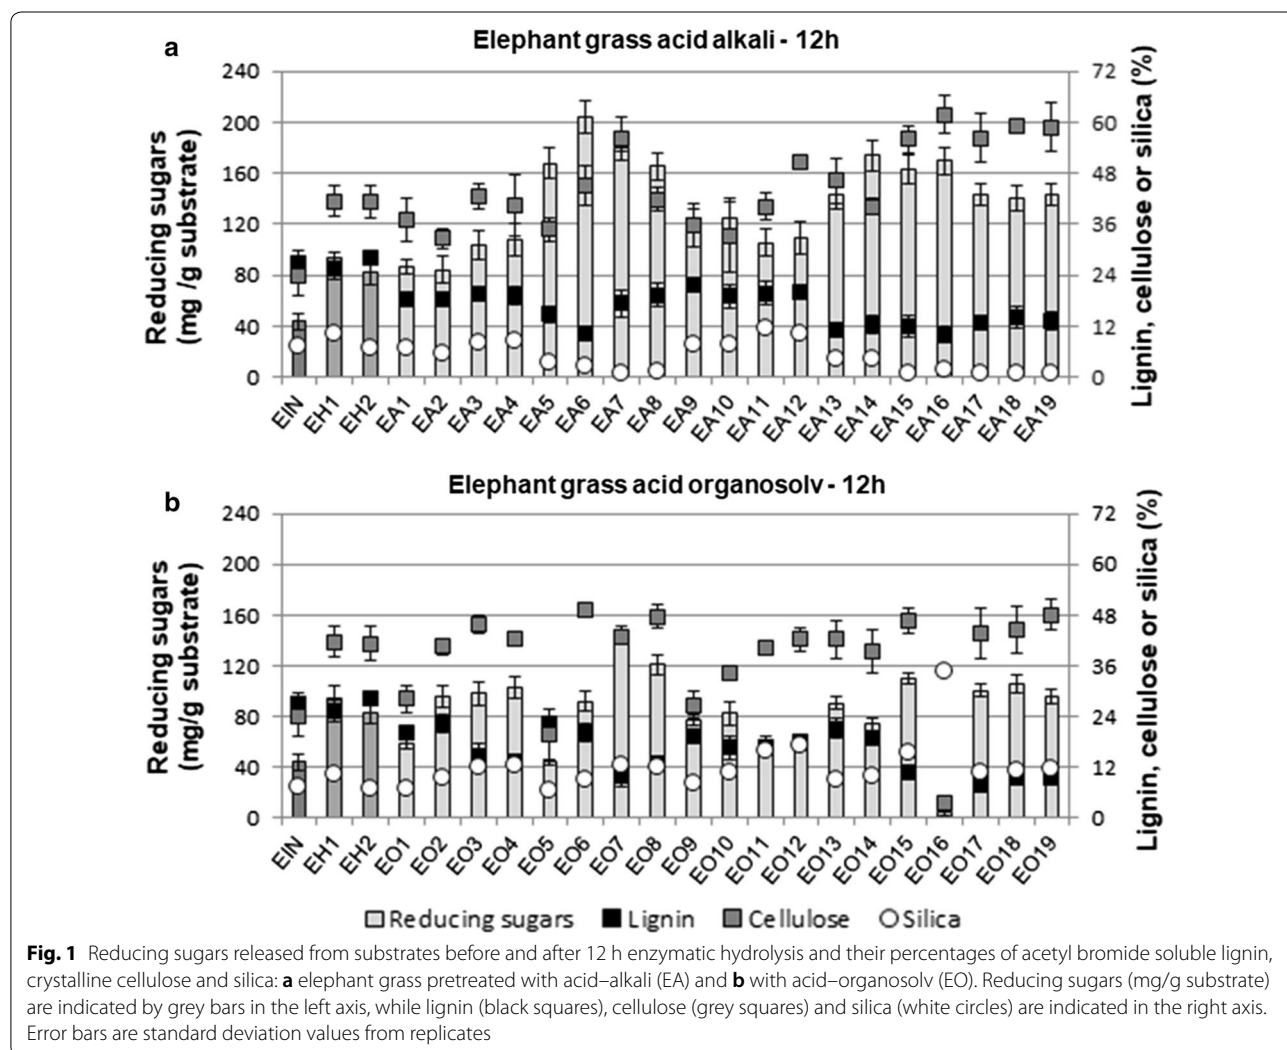 a
Elephant grass acid alkali - 12h
Reducing sugars
(mg /g substrate)
240
200
160
120
80
40
0
72
60
48
36
24
12
0
Lignin, cellulose or silica (%)
EIN EH1 EH2 EA1 EA2 EA3 EA4 EA5 EA6 EA7 EA8 EA9 EA10 EA11 EA12 EA13 EA14 EA15 EA16 EA17 EA18 EA19
b
Elephant grass acid organosolv - 12h
Reducing sugars
(mg/g substrate)
240
200
160
120
80
40
0
72
60
48
36
24
12
0
Lignin, cellulose or silica (%)
EIN EH1 EH2 EO1 EO2 EO3 EO4 EO5 EO6 EO7 EO8 EO9 EO10 EO11 EO12 EO13 EO14 EO15 EO16 EO17 EO18 EO19
Reducing sugars Lignin Cellulose Silica
Fig. 1 Reducing sugars released from substrates before and after 12 h enzymatic hydrolysis and their percentages of acetyl bromide soluble lignin,
crystalline cellulose and silica: a elephant grass pretreated with acid–alkali (EA) and b with acid–organosolv (EO). Reducing sugars (mg/g substrate)
are indicated by grey bars in the left axis, while lignin (black squares), cellulose (grey squares) and silica (white circles) are indicated in the right axis.
Error bars are standard deviation values from replicates